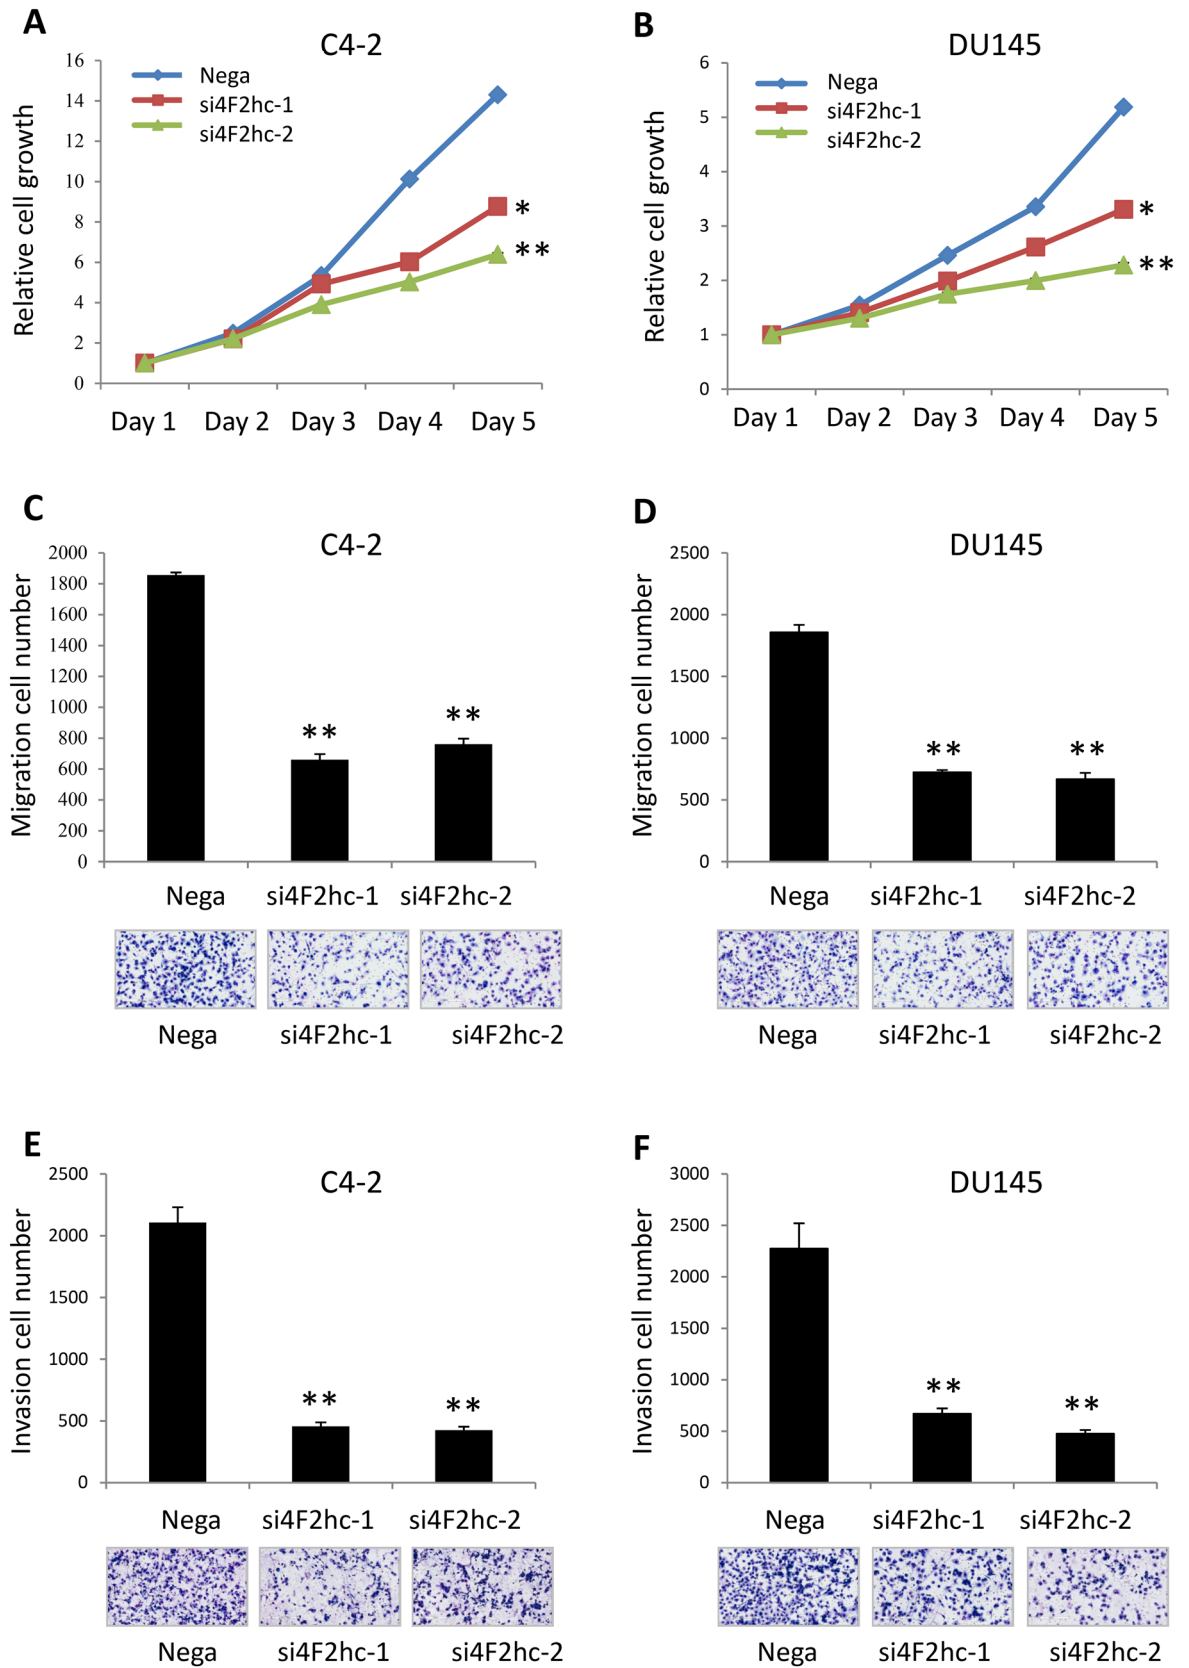 A
C4-2
Relative cell growth
16
14
12
10
8
6
4
2
0
Nega
si4F2hc-1
si4F2hc-2
*
**
Day 1 Day 2 Day 3 Day 4 Day 5
B
DU145
Relative cell growth
6
5
4
3
2
1
0
Nega
si4F2hc-1
si4F2hc-2
*
**
Day 1 Day 2 Day 3 Day 4 Day 5
C
C4-2
Migration cell number
2000
1800
1600
1400
1200
1000
800
600
400
200
0
** **
Nega si4F2hc-1 si4F2hc-2
Nega si4F2hc-1 si4F2hc-2
D
DU145
Migration cell number
2500
2000
1500
1000
500
0
** **
Nega si4F2hc-1 si4F2hc-2
Nega si4F2hc-1 si4F2hc-2
E
C4-2
Invasion cell number
2500
2000
1500
1000
500
0
** **
Nega si4F2hc-1 si4F2hc-2
Nega si4F2hc-1 si4F2hc-2
F
DU145
Invasion cell number
3000
2500
2000
1500
1000
500
0
** **
Nega si4F2hc-1 si4F2hc-2
Nega si4F2hc-1 si4F2hc-2